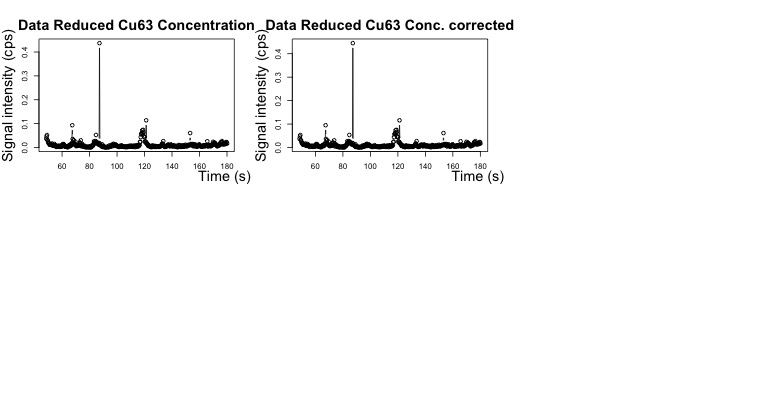 Data Reduced Cu63 Concentration
Signal intensity (cps)
0.0 0.1 0.2 0.3 0.4
60 80 100 120 140 160 180
Time (s)
Data Reduced Cu63 Conc. corrected
Signal intensity (cps)
0.0 0.1 0.2 0.3 0.4
60 80 100 120 140 160 180
Time (s)